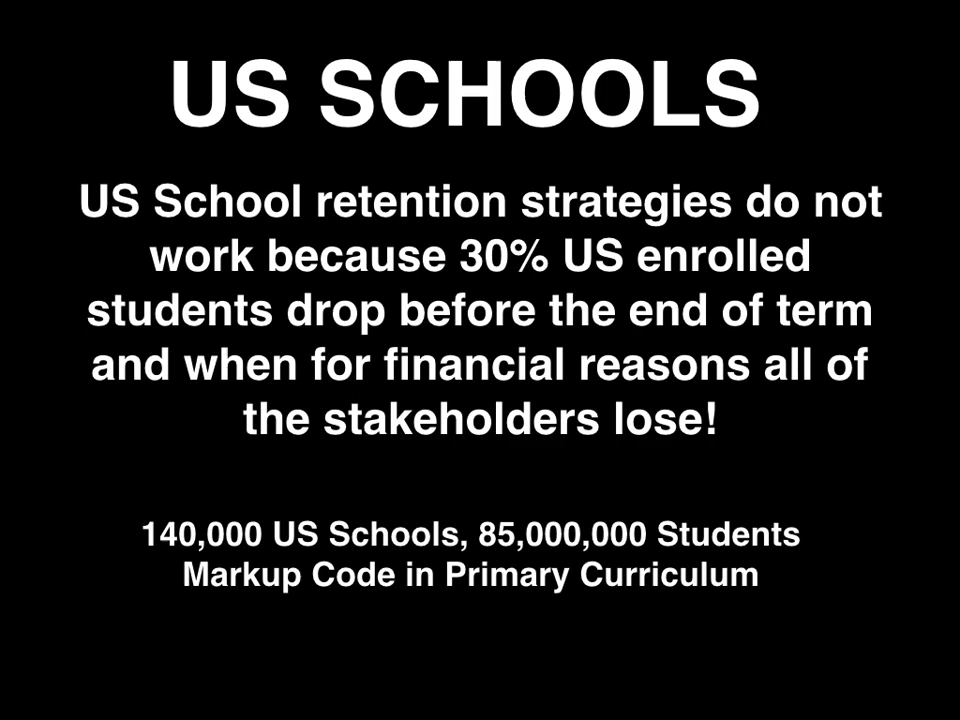 US SCHOOLS
US School retention strategies do not
work because 30% US enrolled
students drop before the end of term
and when for financial reasons all of
the stakeholders lose!
140,000 US Schools, 85,000,000 Students
Markup Code in Primary Curriculum